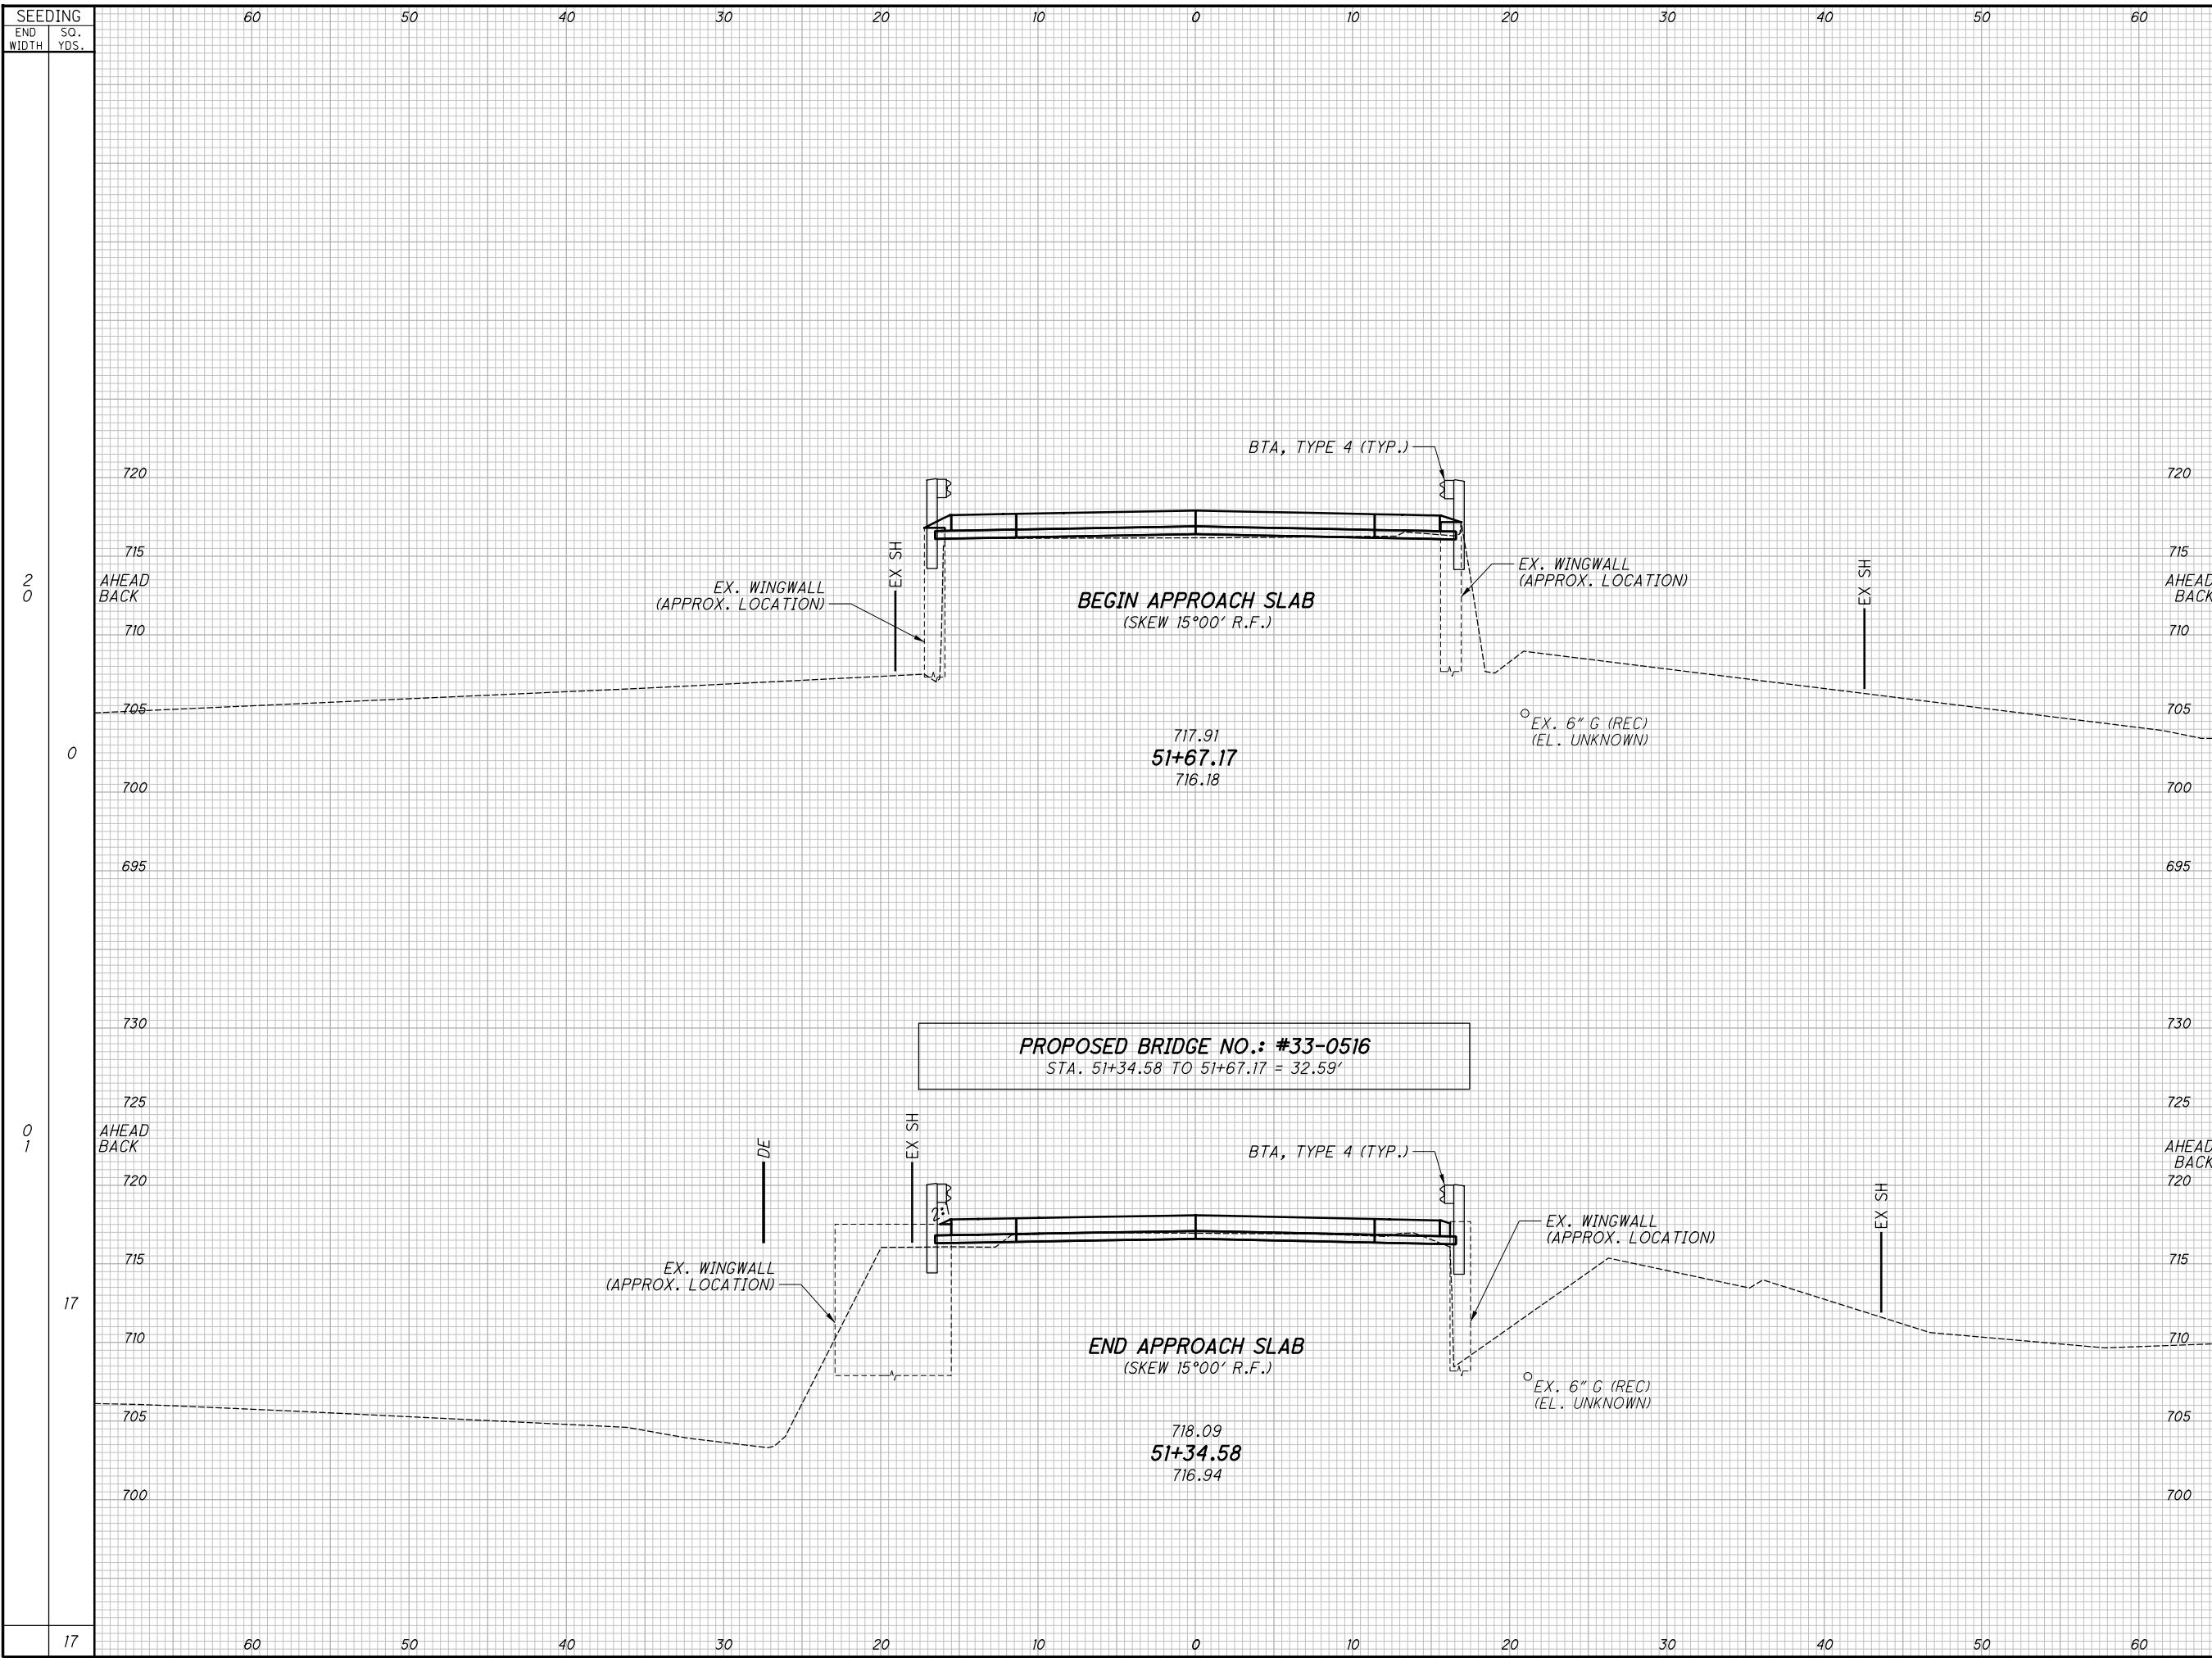 SEEDING
END WIDTH
SQ. YDS.
60 50 40 30 20 10 0 10 20 30 40 50 60
BTA, TYPE 4 (TYP.)
720 720
715 EX SH EX SH 715
2 AHEAD EX. WINGWALL EX. WINGWALL AHEAD
0 BACK (APPROX. LOCATION) (APPROX. LOCATION) BACK
BEGIN APPROACH SLAB
(SKEW 15°00' R.F.)
710 710
705 705
EX. 6" G (REC)
(EL. UNKNOWN)
0
717.91
51+67.17
716.18
700 700
695 695
730 730
PROPOSED BRIDGE NO.: #33-0516
STA. 51+34.58 TO 51+67.17 = 32.59'
725 725
0 AHEAD AHEAD
1 BACK BACK
DE EX SH BTA, TYPE 4 (TYP.) EX SH
720 720
2:
EX. WINGWALL
(APPROX. LOCATION)
715 715
EX. WINGWALL
(APPROX. LOCATION)
17
710 710
END APPROACH SLAB
(SKEW 15°00' R.F.)
EX. 6" G (REC)
(EL. UNKNOWN)
705 705
718.09
51+34.58
716.94
700 700
17
60 50 40 30 20 10 0 10 20 30 40 50 60